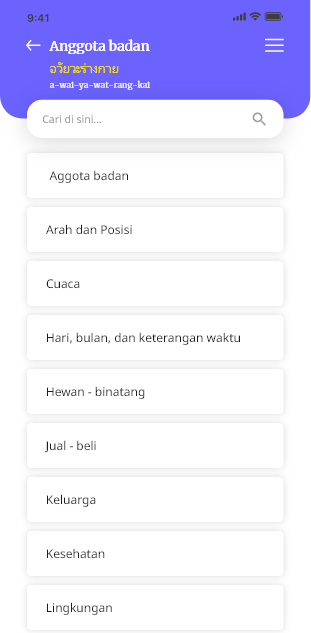 9:41
Anggota badan
อวัยวะร่างกาย
a-wai-ya-wat-rang-kai
Cari di sini...
Aggota badan
Arah dan Posisi
Cuaca
Hari, bulan, dan keterangan waktu
Hewan - binatang
Jual - beli
Keluarga
Kesehatan
Lingkungan